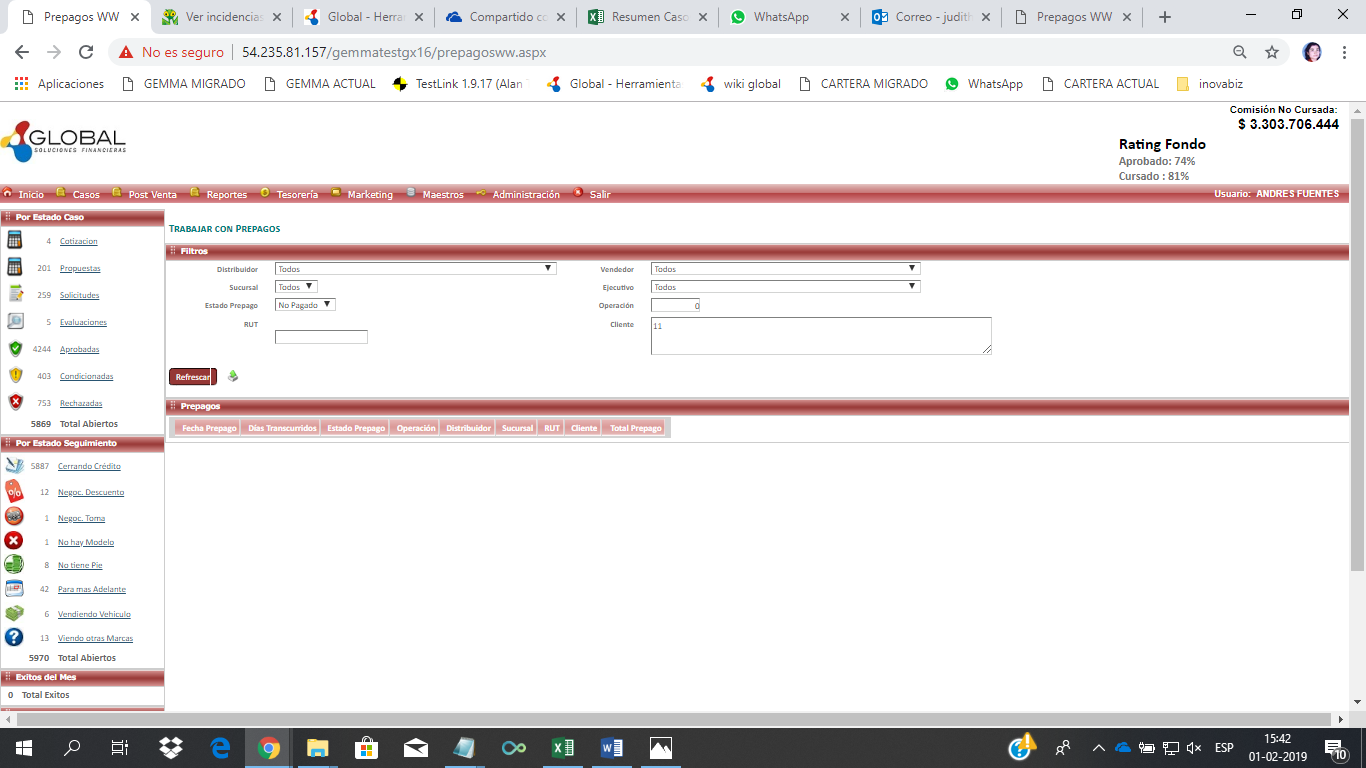 Prepagos WW
Ver incidencias
Global - Herra
Compartido co
Resumen Caso
WhatsApp
Correo - judith
Prepagos WW
No es seguro
54.235.81.157/gemmatestgx16/prepagosww.aspx
Aplicaciones
GEMMA MIGRADO
GEMMA ACTUAL
TestLink 1.9.17 (Alan
Global - Herramienta
wiki global
CARTERA MIGRADO
WhatsApp
CARTERA ACTUAL
inovabiz
Comisión No Cursada:
$ 3.303.706.444
GLOBAL
SOLUCIONES FINANCIERAS
Rating Fondo
Aprobado: 74%
Cursado : 81%
Inicio Casos Post Venta Reportes Tesorería Marketing Maestros Administración Salir
Usuario: ANDRES FUENTES
Por Estado Caso
4 Cotizacion
201 Propuestas
259 Solicitudes
5 Evaluaciones
4244 Aprobadas
403 Condicionadas
753 Rechazadas
5869 Total Abiertos
Por Estado Seguimiento
5887 Cerrando Crédito
12 Negoc. Descuento
1 Negoc. Toma
1 No hay Modelo
8 No tiene Pie
42 Para mas Adelante
6 Vendiendo Vehiculo
13 Viendo otras Marcas
5970 Total Abiertos
Exitos del Mes
0 Total Exitos
TRABAJAR CON PREPAGOS
Filtros
Distribuidor Todos Vendedor Todos
Sucursal Todos Ejecutivo Todos
Estado Prepago No Pagado Operación 0
RUT Cliente 11
Refrescar
Prepagos
Fecha Prepago Días Transcurridos Estado Prepago Operación Distribuidor Sucursal RUT Cliente Total Prepago
ESP
15:42
01-02-2019
10